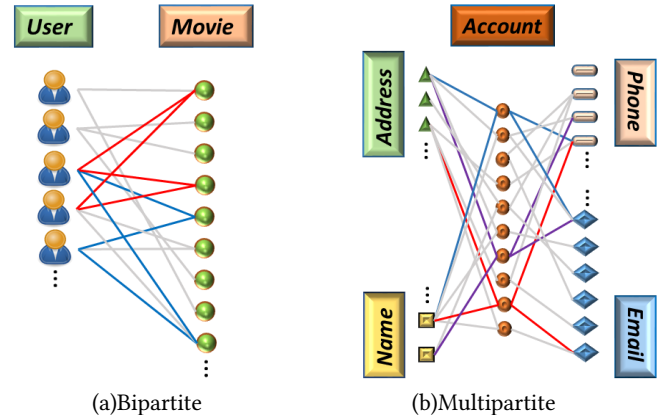 User
Movie
Account
Address
Phone
Name
Email
(a)Bipartite
(b)Multipartite